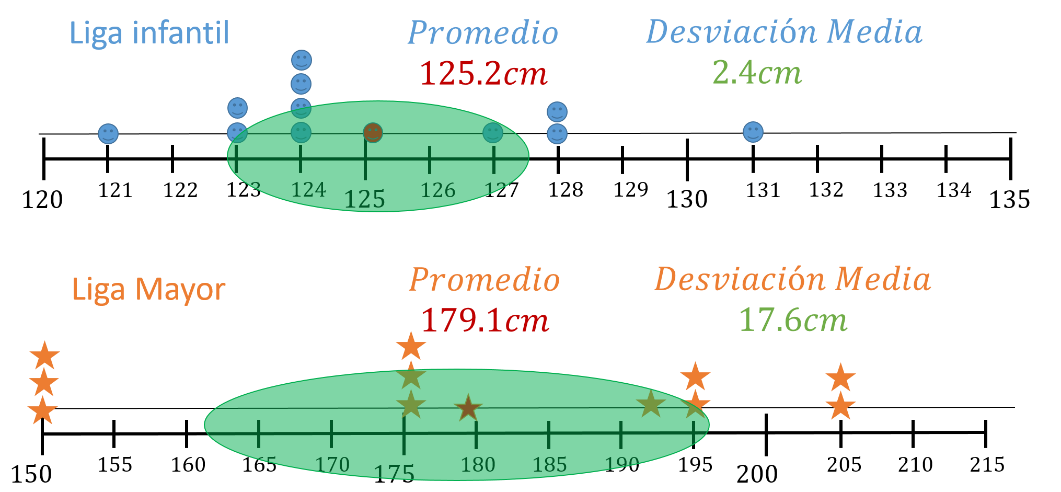 Liga infantil
Promedio
125.2cm
Desviación Media
2.4cm
120 121 122 123 124 125 126 127 128 129 130 131 132 133 134 135
Liga Mayor
Promedio
179.1cm
Desviación Media
17.6cm
150 155 160 165 170 175 180 185 190 195 200 205 210 215